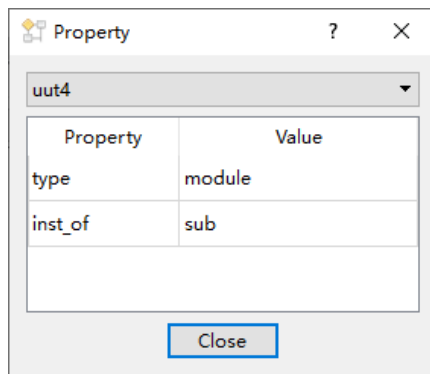 Property ?
uut4
Property Value
type module
inst_of sub
Close